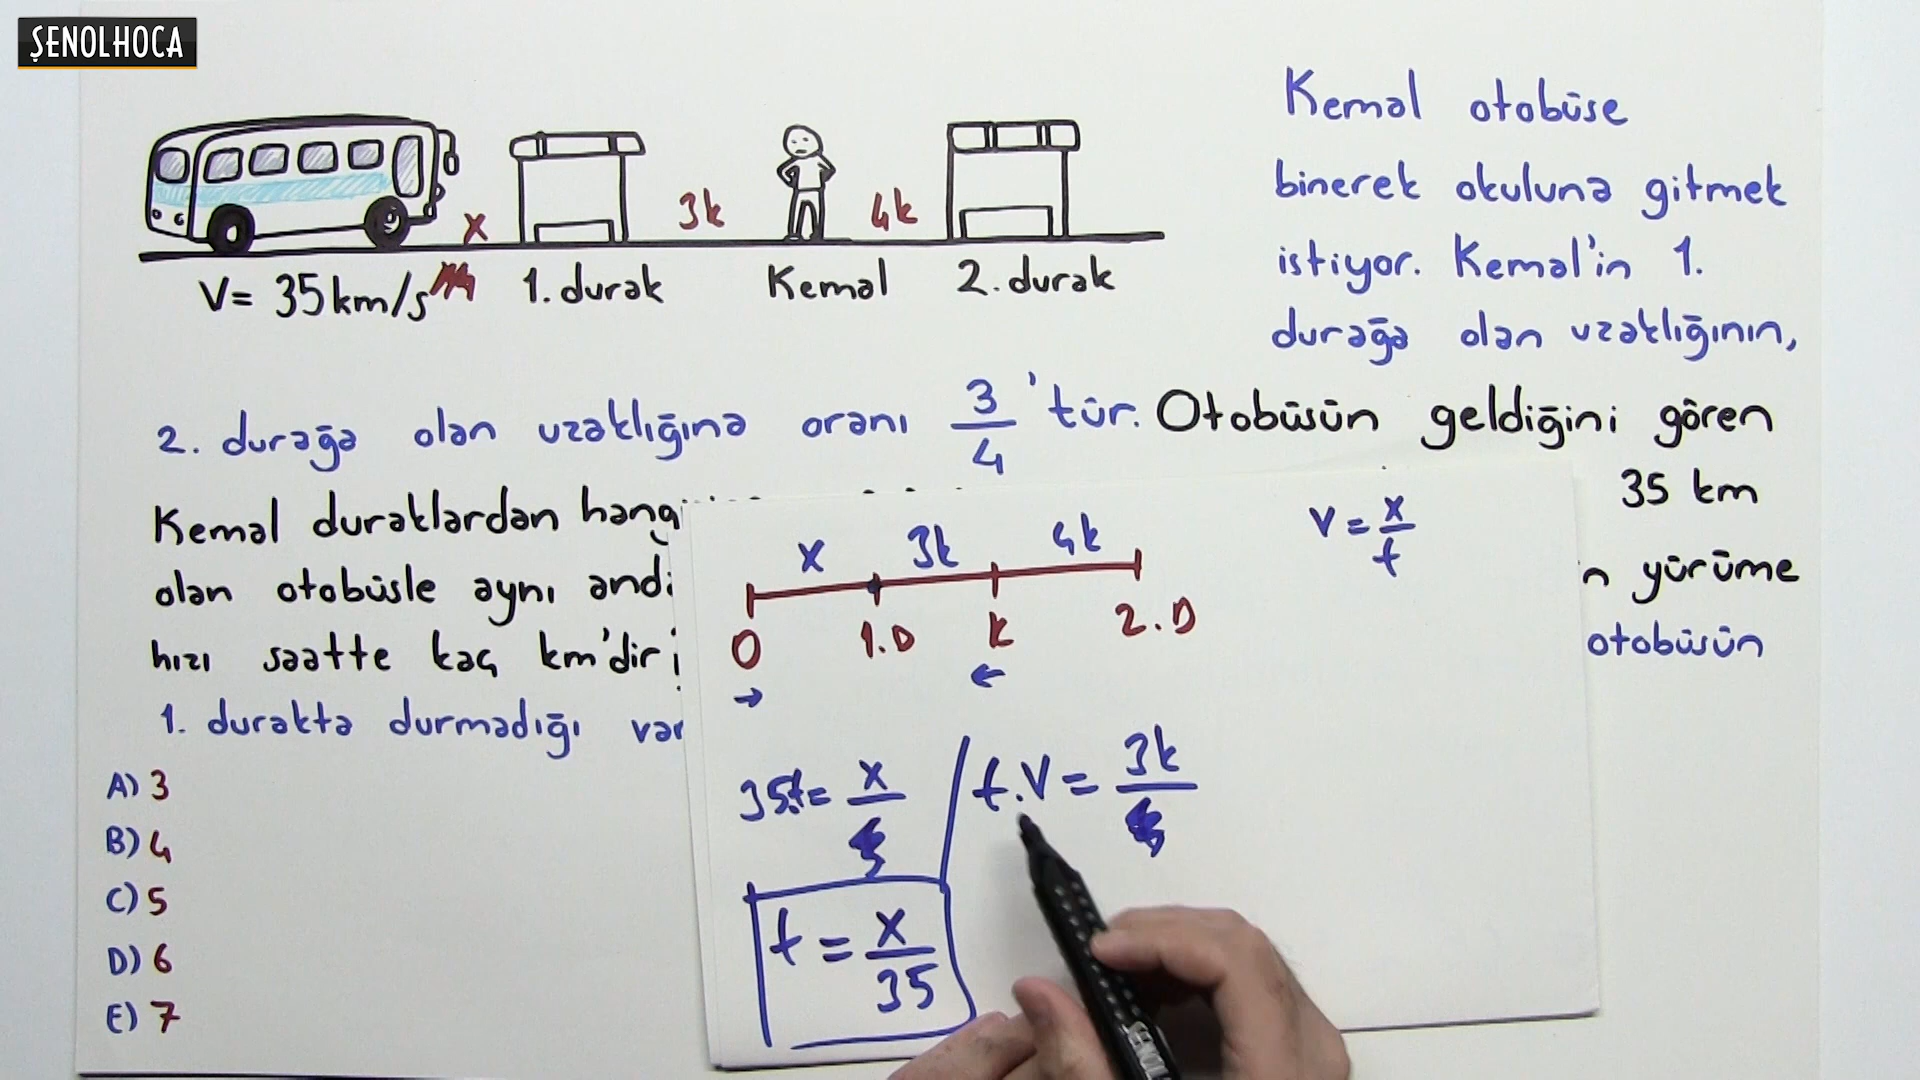 ŞENOLHOCA
x
3k
4k
V= 35km/s
1. durak
Kemal
2. durak
Kemal otobüse
binerek okuluna gitmek
istiyor. Kemal'in 1.
durağa olan uzaklığının,
2. durağa olan uzaklığına oranı 3/4 'tür. Otobüsün geldiğini gören
Kemal duraklardan hang
35 km
olan otobüsle aynı and
n yürüme
hızı saatte kaç km'dir
otobüsün
1. durakta durmadığı var
A) 3
B) 4
C) 5
D) 6
E) 7
x 3k 4k
O 1.D k 2.D
→ ←
v = x/t
35t = x
t.V = 3k
t = x/35
ŞENOL